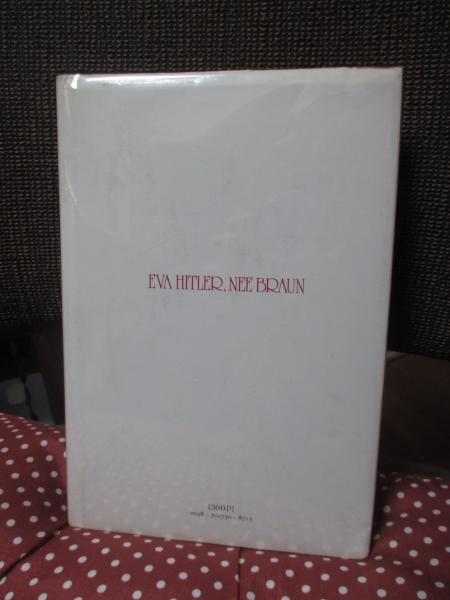 EVA HITLER, NEE BRAUN
1300円